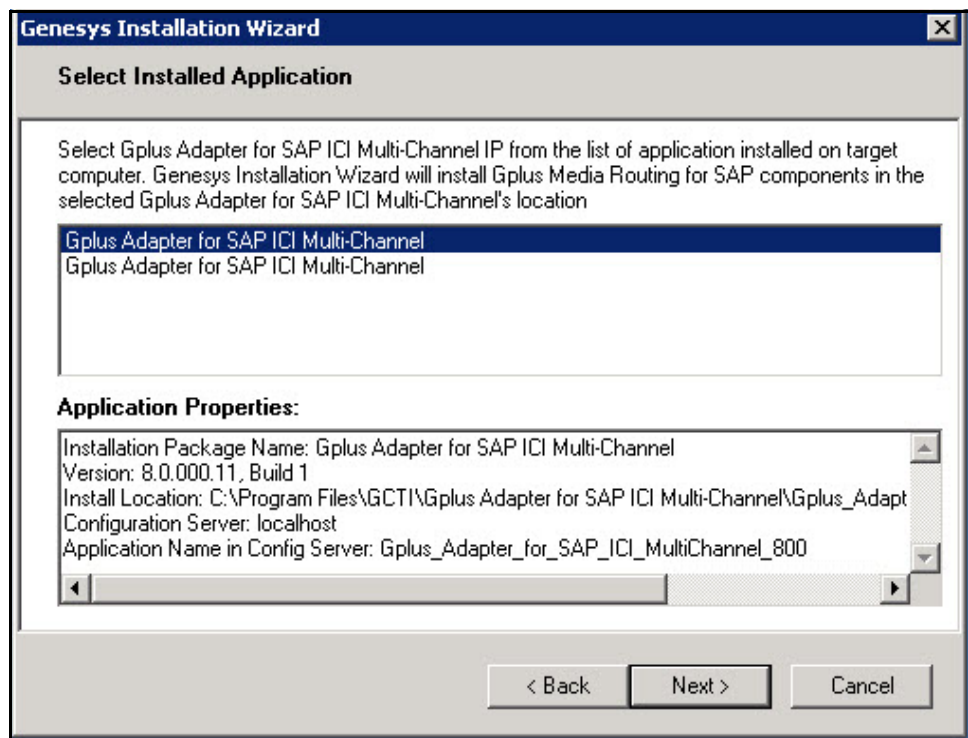 Genesys Installation Wizard
Select Installed Application
Select Gplus Adapter for SAP ICI Multi-Channel IP from the list of application installed on target
computer. Genesys Installation Wizard will install Gplus Media Routing for SAP components in the
selected Gplus Adapter for SAP ICI Multi-Channel's location
Gplus Adapter for SAP ICI Multi-Channel
Gplus Adapter for SAP ICI Multi-Channel
Application Properties:
Installation Package Name: Gplus Adapter for SAP ICI Multi-Channel
Version: 8.0.000.11, Build 1
Install Location: C:\Program Files\GCTI\Gplus Adapter for SAP ICI Multi-Channel\Gplus_Adapt
Configuration Server: localhost
Application Name in Config Server: Gplus_Adapter_for_SAP_ICI_MultiChannel_800
< Back Next > Cancel